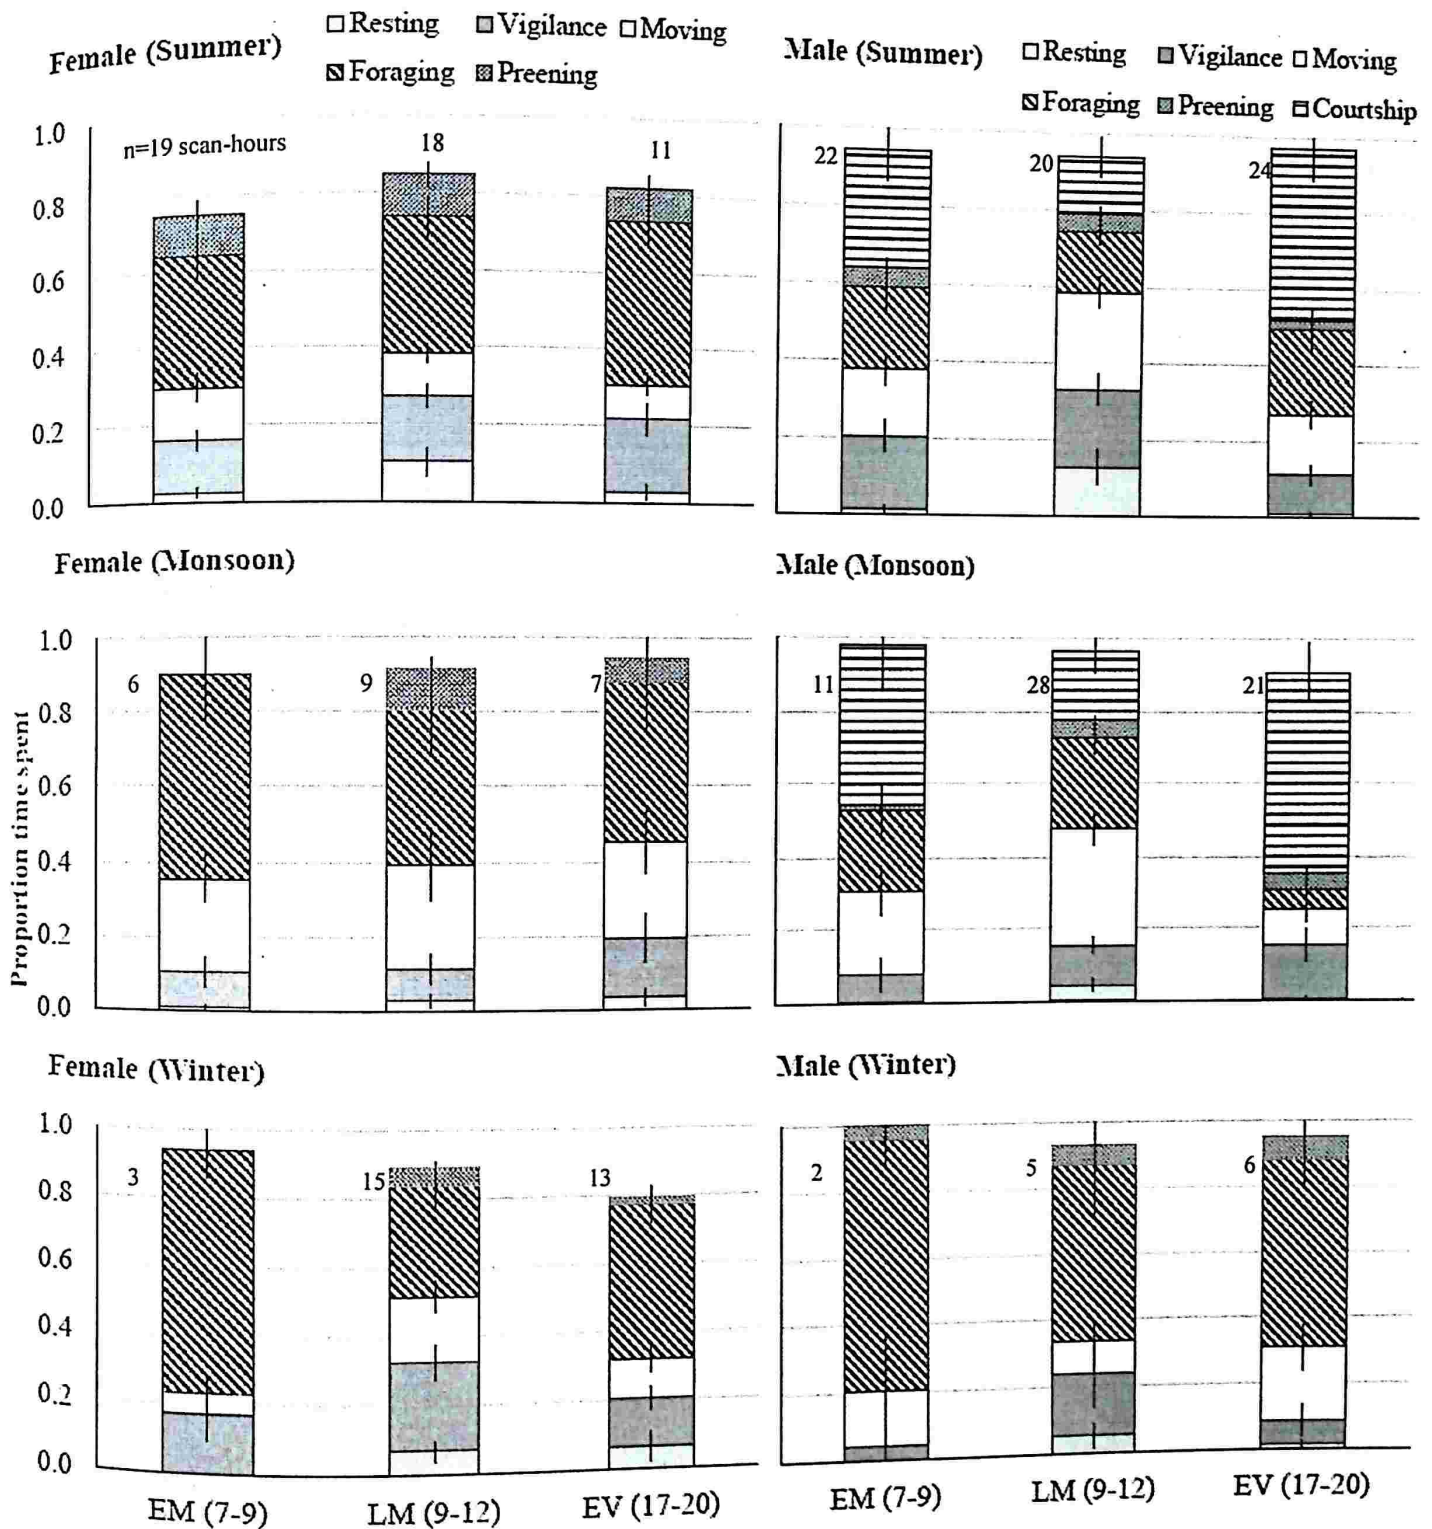 Female (Summer)
Resting Vigilance Moving
Foraging Preening
Male (Summer)
Resting Vigilance Moving
Foraging Preening Courtship
1.0
0.8
0.6
0.4
0.2
0.0
n=19 scan-hours
18
11
22
20
24
Female (Monsoon)
Male (Monsoon)
Proportion time spent
1.0
0.8
0.6
0.4
0.2
0.0
6
9
7
11
28
21
Female (Winter)
Male (Winter)
1.0
0.8
0.6
0.4
0.2
0.0
3
15
13
2
5
6
EM (7-9)
LM (9-12)
EV (17-20)
EM (7-9)
LM (9-12)
EV (17-20)